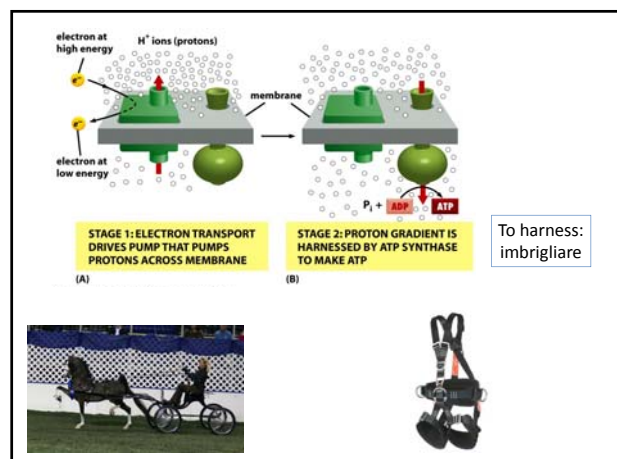 electron at
high energy
H⁺ ions (protons)
e⁻
membrane
e⁻
electron at
low energy
Pi + ADP ATP
STAGE 1: ELECTRON TRANSPORT
DRIVES PUMP THAT PUMPS
PROTONS ACROSS MEMBRANE
(A)
STAGE 2: PROTON GRADIENT IS
HARNESSED BY ATP SYNTHASE
TO MAKE ATP
(B)
To harness:
imbrigliare